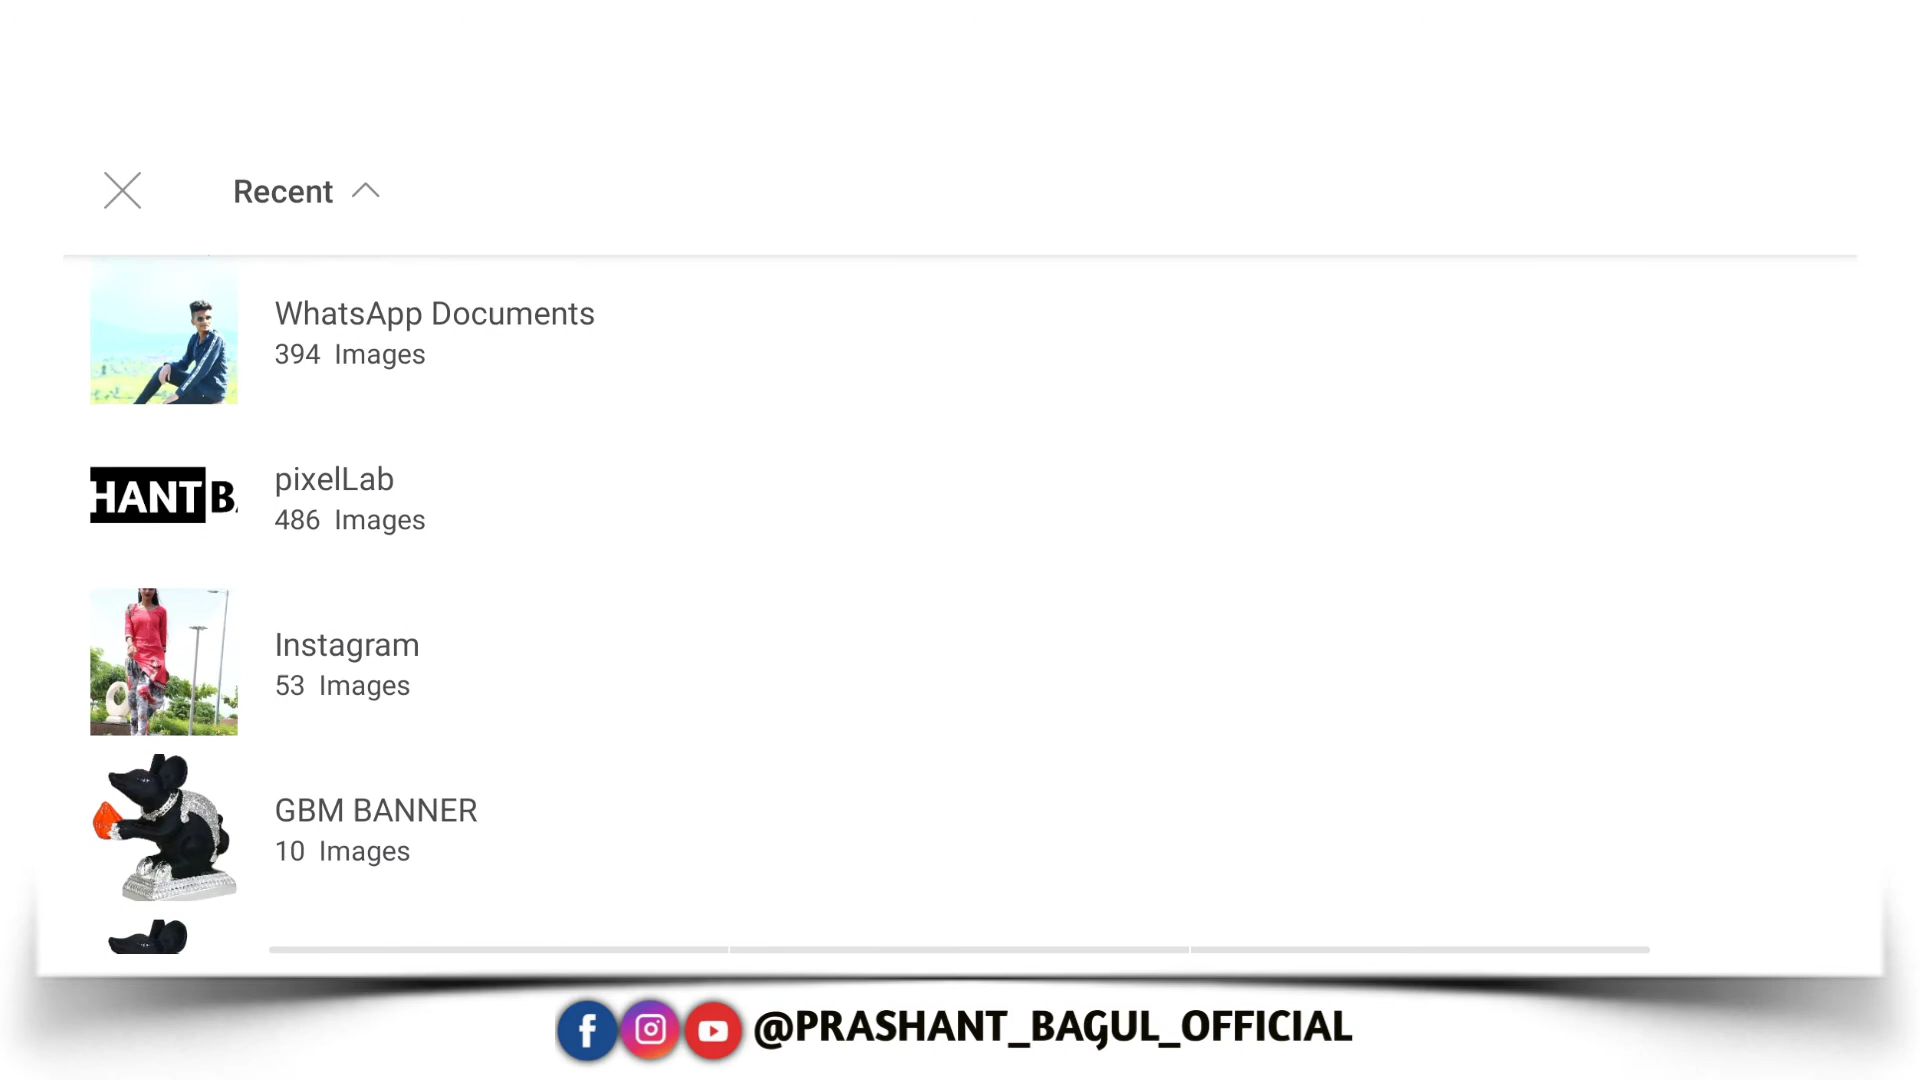 Recent
WhatsApp Documents
394 Images
HANT B
pixelLab
486 Images
Instagram
53 Images
GBM BANNER
10 Images
@PRASHANT_BAGUL_OFFICIAL